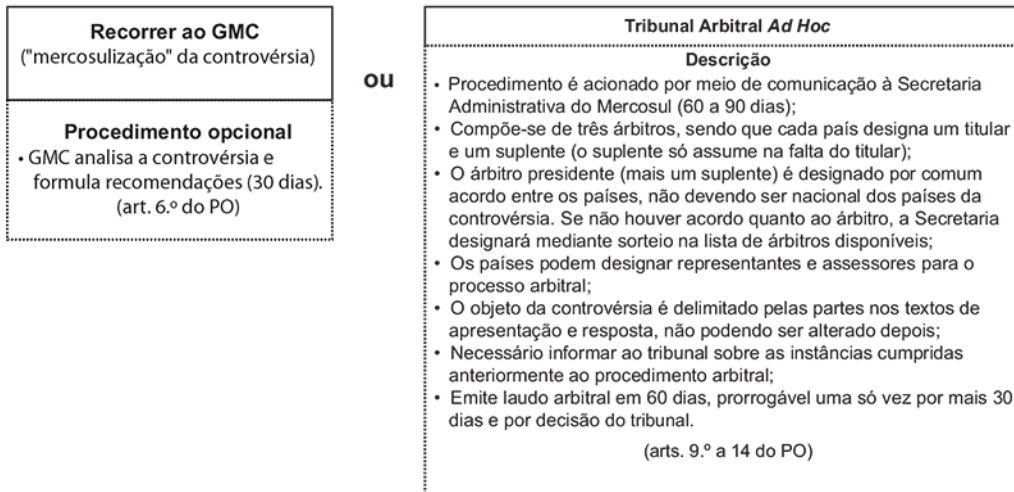 Recorrer ao GMC
("mercosulização" da controvérsia)
Procedimento opcional
• GMC analisa a controvérsia e
formula recomendações (30 dias).
(art. 6.º do PO)
ou
Tribunal Arbitral Ad Hoc
Descrição
• Procedimento é acionado por meio de comunicação à Secretaria
Administrativa do Mercosul (60 a 90 dias);
• Compõe-se de três árbitros, sendo que cada país designa um titular
e um suplente (o suplente só assume na falta do titular);
• O árbitro presidente (mais um suplente) é designado por comum
acordo entre os países, não devendo ser nacional dos países da
controvérsia. Se não houver acordo quanto ao árbitro, a Secretaria
designará mediante sorteio na lista de árbitros disponíveis;
• Os países podem designar representantes e assessores para o
processo arbitral;
• O objeto da controvérsia é delimitado pelas partes nos textos de
apresentação e resposta, não podendo ser alterado depois;
• Necessário informar ao tribunal sobre as instâncias cumpridas
anteriormente ao procedimento arbitral;
• Emite laudo arbitral em 60 dias, prorrogável uma só vez por mais 30
dias e por decisão do tribunal.
(arts. 9.º a 14 do PO)